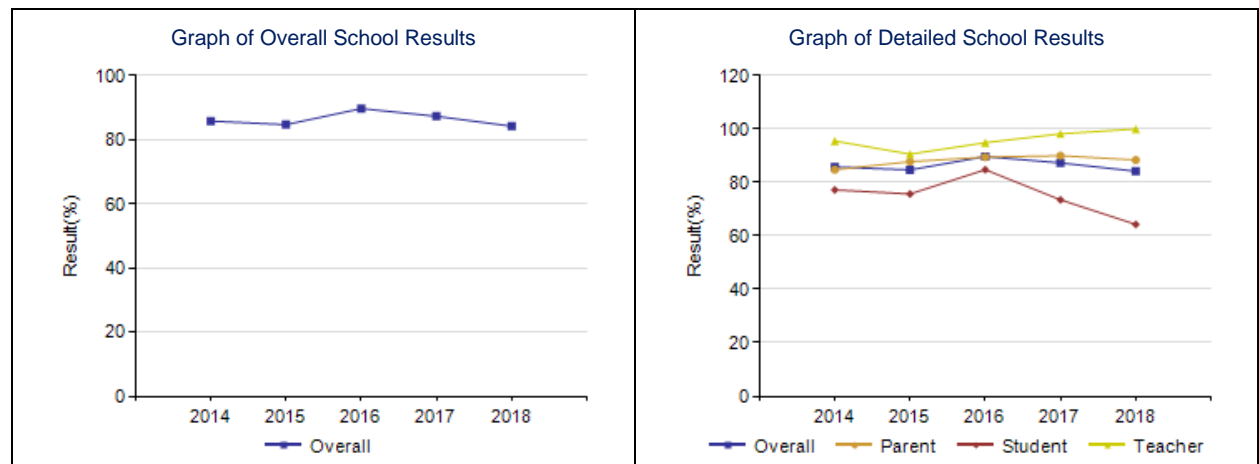 Graph of Overall School Results
100
80
60
40
20
0
Result(%)
2014 2015 2016 2017 2018
Overall
Graph of Detailed School Results
120
100
80
60
40
20
0
Result(%)
2014 2015 2016 2017 2018
Overall Parent Student Teacher